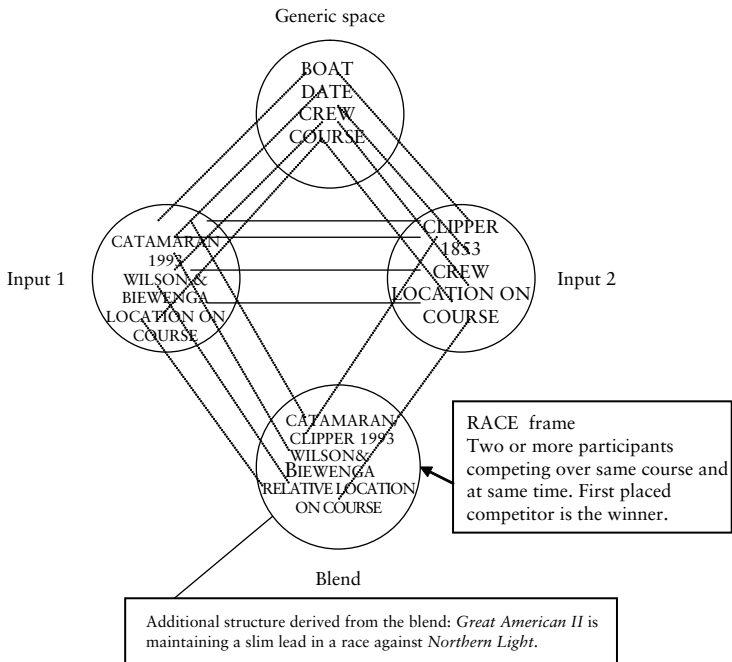 Generic space
BOAT
DATE
CREW
COURSE
Input 1
CATAMARAN
1993
WILSON &
BIEWENGA
LOCATION ON
COURSE
CLIPPER
1853
CREW
LOCATION ON
COURSE
Input 2
CATAMARAN/
CLIPPER 1993
WILSON&
BIEWENGA
RELATIVE LOCATION
ON COURSE
RACE frame
Two or more participants
competing over same course and
at same time. First placed
competitor is the winner.
Blend
Additional structure derived from the blend: Great American II is
maintaining a slim lead in a race against Northern Light.